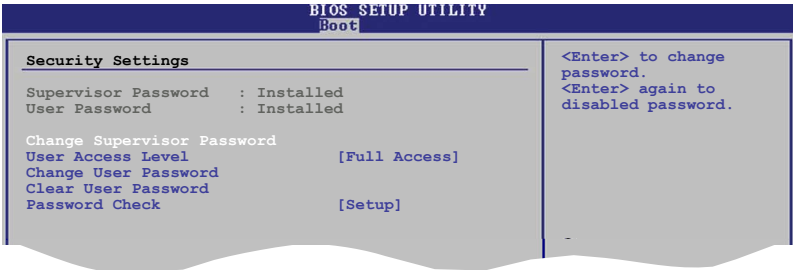 BIOS SETUP UTILITY
Boot
Security Settings
Supervisor Password : Installed
User Password : Installed
Change Supervisor Password
User Access Level [Full Access]
Change User Password
Clear User Password
Password Check [Setup]
<Enter> to change
password.
<Enter> again to
disabled password.